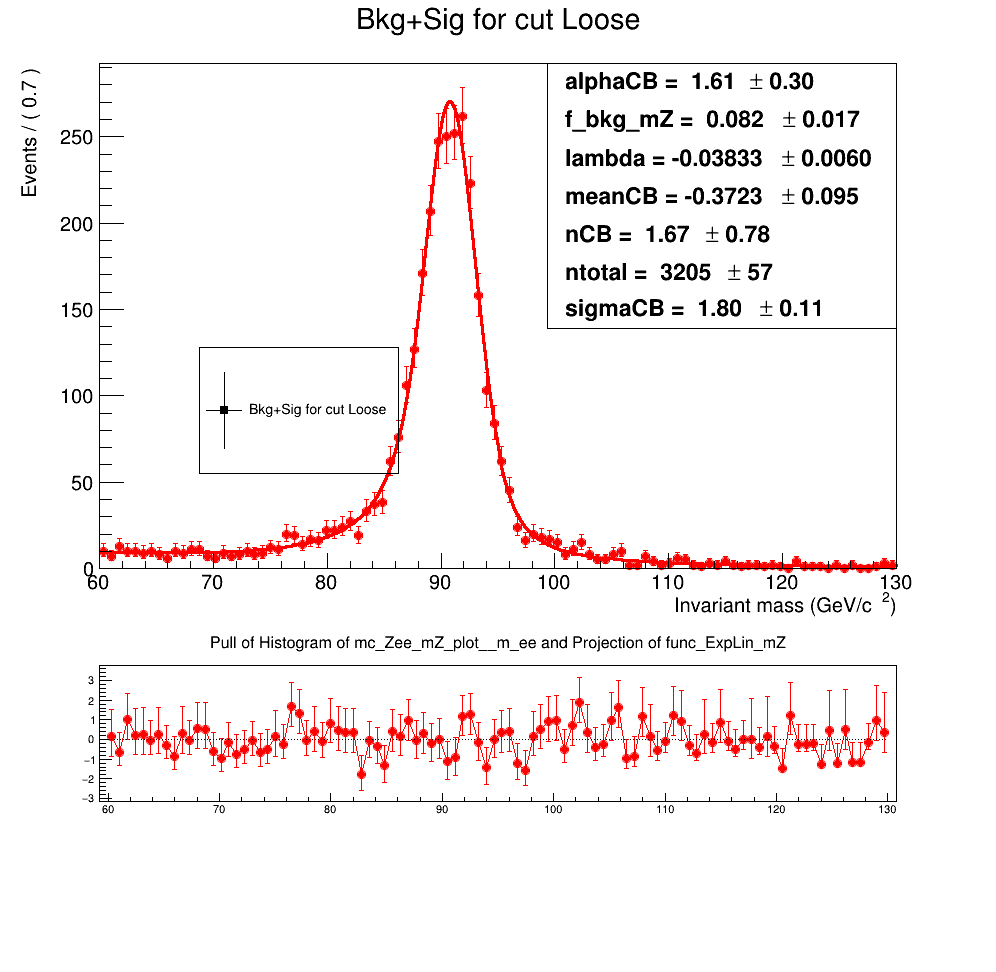 Bkg+Sig for cut Loose
Events / ( 0.7 )
alphaCB = 1.61 ± 0.30
f_bkg_mZ = 0.082 ± 0.017
lambda = -0.03833 ± 0.0060
meanCB = -0.3723 ± 0.095
nCB = 1.67 ± 0.78
ntotal = 3205 ± 57
sigmaCB = 1.80 ± 0.11
250
200
150
100
50
0
Bkg+Sig for cut Loose
60 70 80 90 100 110 120 130
Invariant mass (GeV/c 2)
Pull of Histogram of mc_Zee_mZ_plot__m_ee and Projection of func_ExpLin_mZ
3
2
1
0
−1
−2
−3
60 70 80 90 100 110 120 130